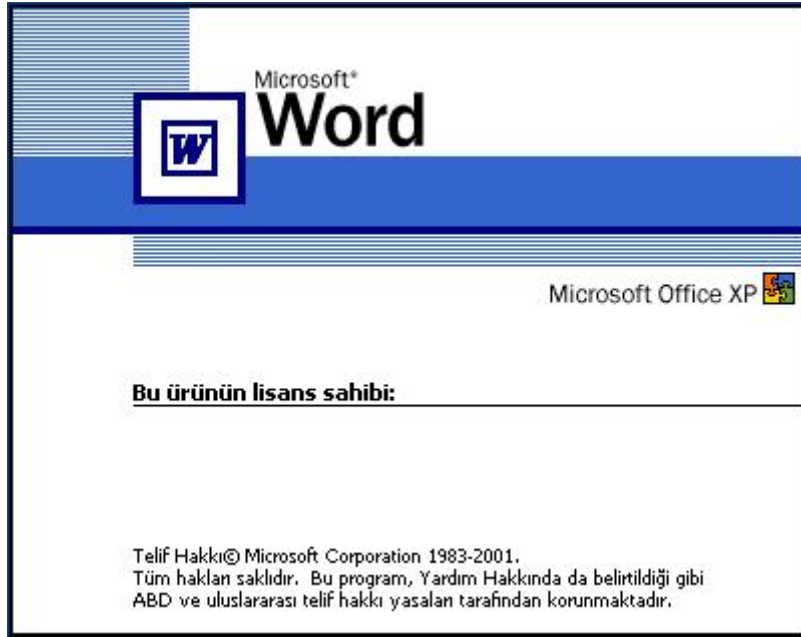 Microsoft®
Word
W
Microsoft Office XP
Bu ürünün lisans sahibi:
Telif Hakkı© Microsoft Corporation 1983-2001.
Tüm hakları saklıdır. Bu program, Yardım Hakkında da belirtildiği gibi
ABD ve uluslararası telif hakkı yasaları tarafından korunmaktadır.